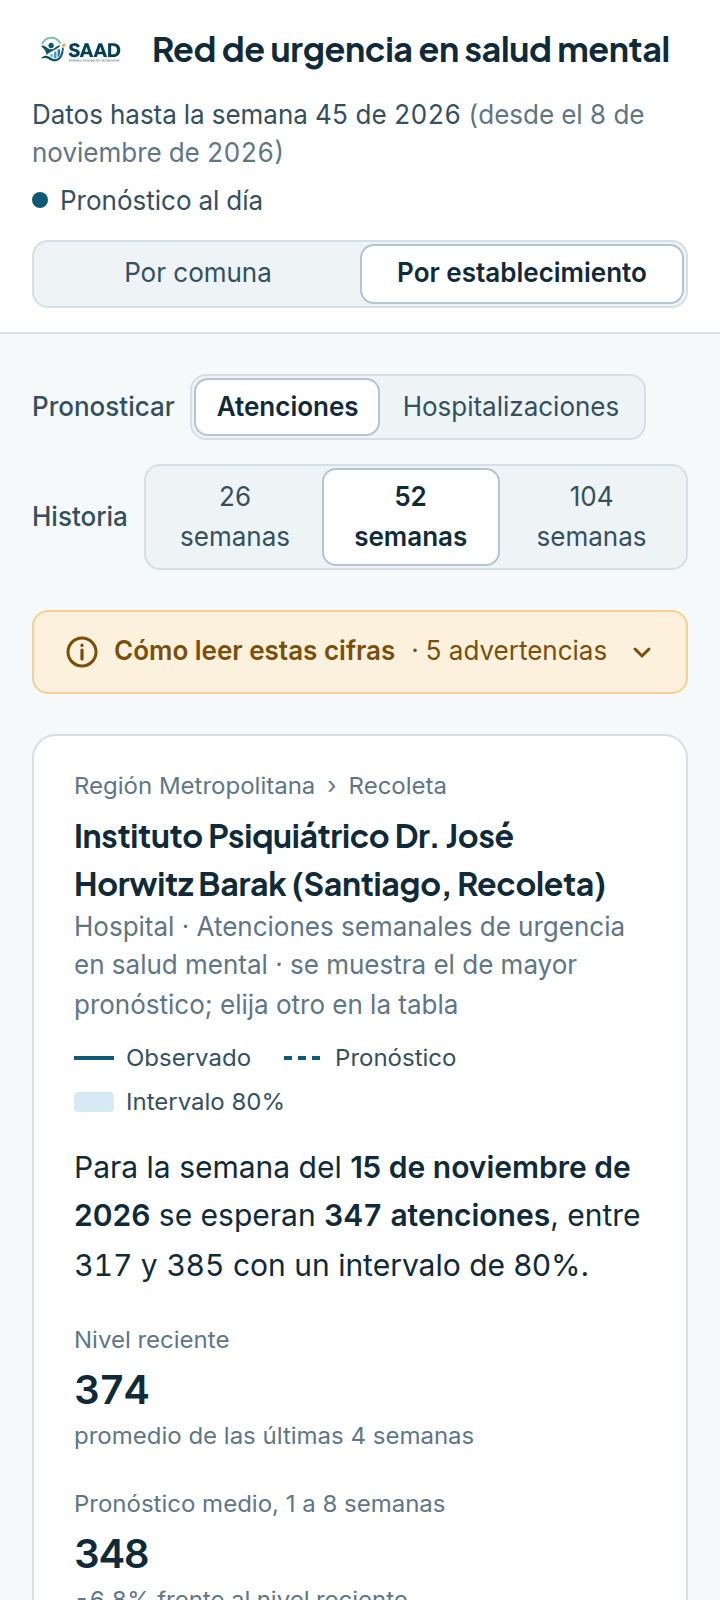 SAAD
Red de urgencia en salud mental
Datos hasta la semana 45 de 2026 (desde el 8 de
noviembre de 2026)
Pronóstico al día
Por comuna
Por establecimiento
Pronosticar
Atenciones
Hospitalizaciones
Historia
26
semanas
52
semanas
104
semanas
Cómo leer estas cifras · 5 advertencias
Región Metropolitana › Recoleta
Instituto Psiquiátrico Dr. José
Horwitz Barak (Santiago, Recoleta)
Hospital · Atenciones semanales de urgencia
en salud mental · se muestra el de mayor
pronóstico; elija otro en la tabla
Observado
Pronóstico
Intervalo 80%
Para la semana del 15 de noviembre de
2026 se esperan 347 atenciones, entre
317 y 385 con un intervalo de 80%.
Nivel reciente
374
promedio de las últimas 4 semanas
Pronóstico medio, 1 a 8 semanas
348
-6,8% frente al nivel reciente